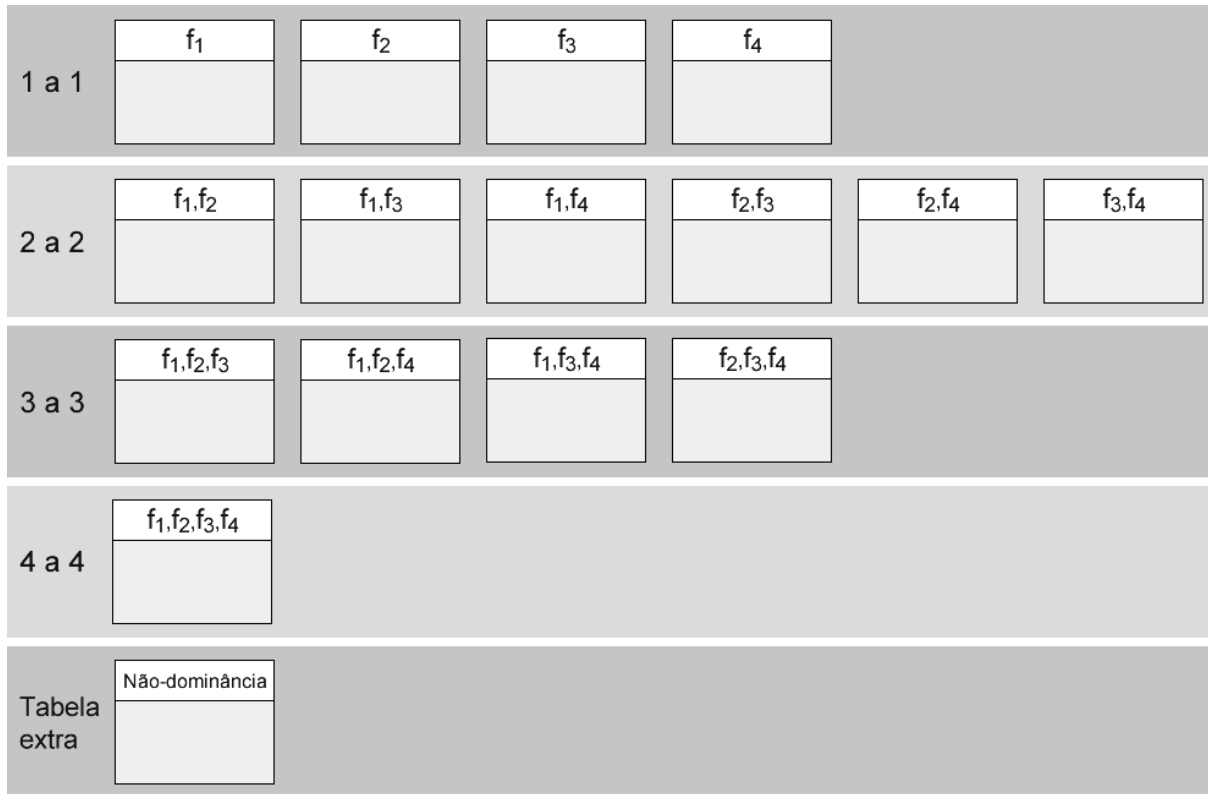 1 a 1
f₁
f₂
f₃
f₄
2 a 2
f₁,f₂
f₁,f₃
f₁,f₄
f₂,f₃
f₂,f₄
f₃,f₄
3 a 3
f₁,f₂,f₃
f₁,f₂,f₄
f₁,f₃,f₄
f₂,f₃,f₄
4 a 4
f₁,f₂,f₃,f₄
Tabela
extra
Não-dominância